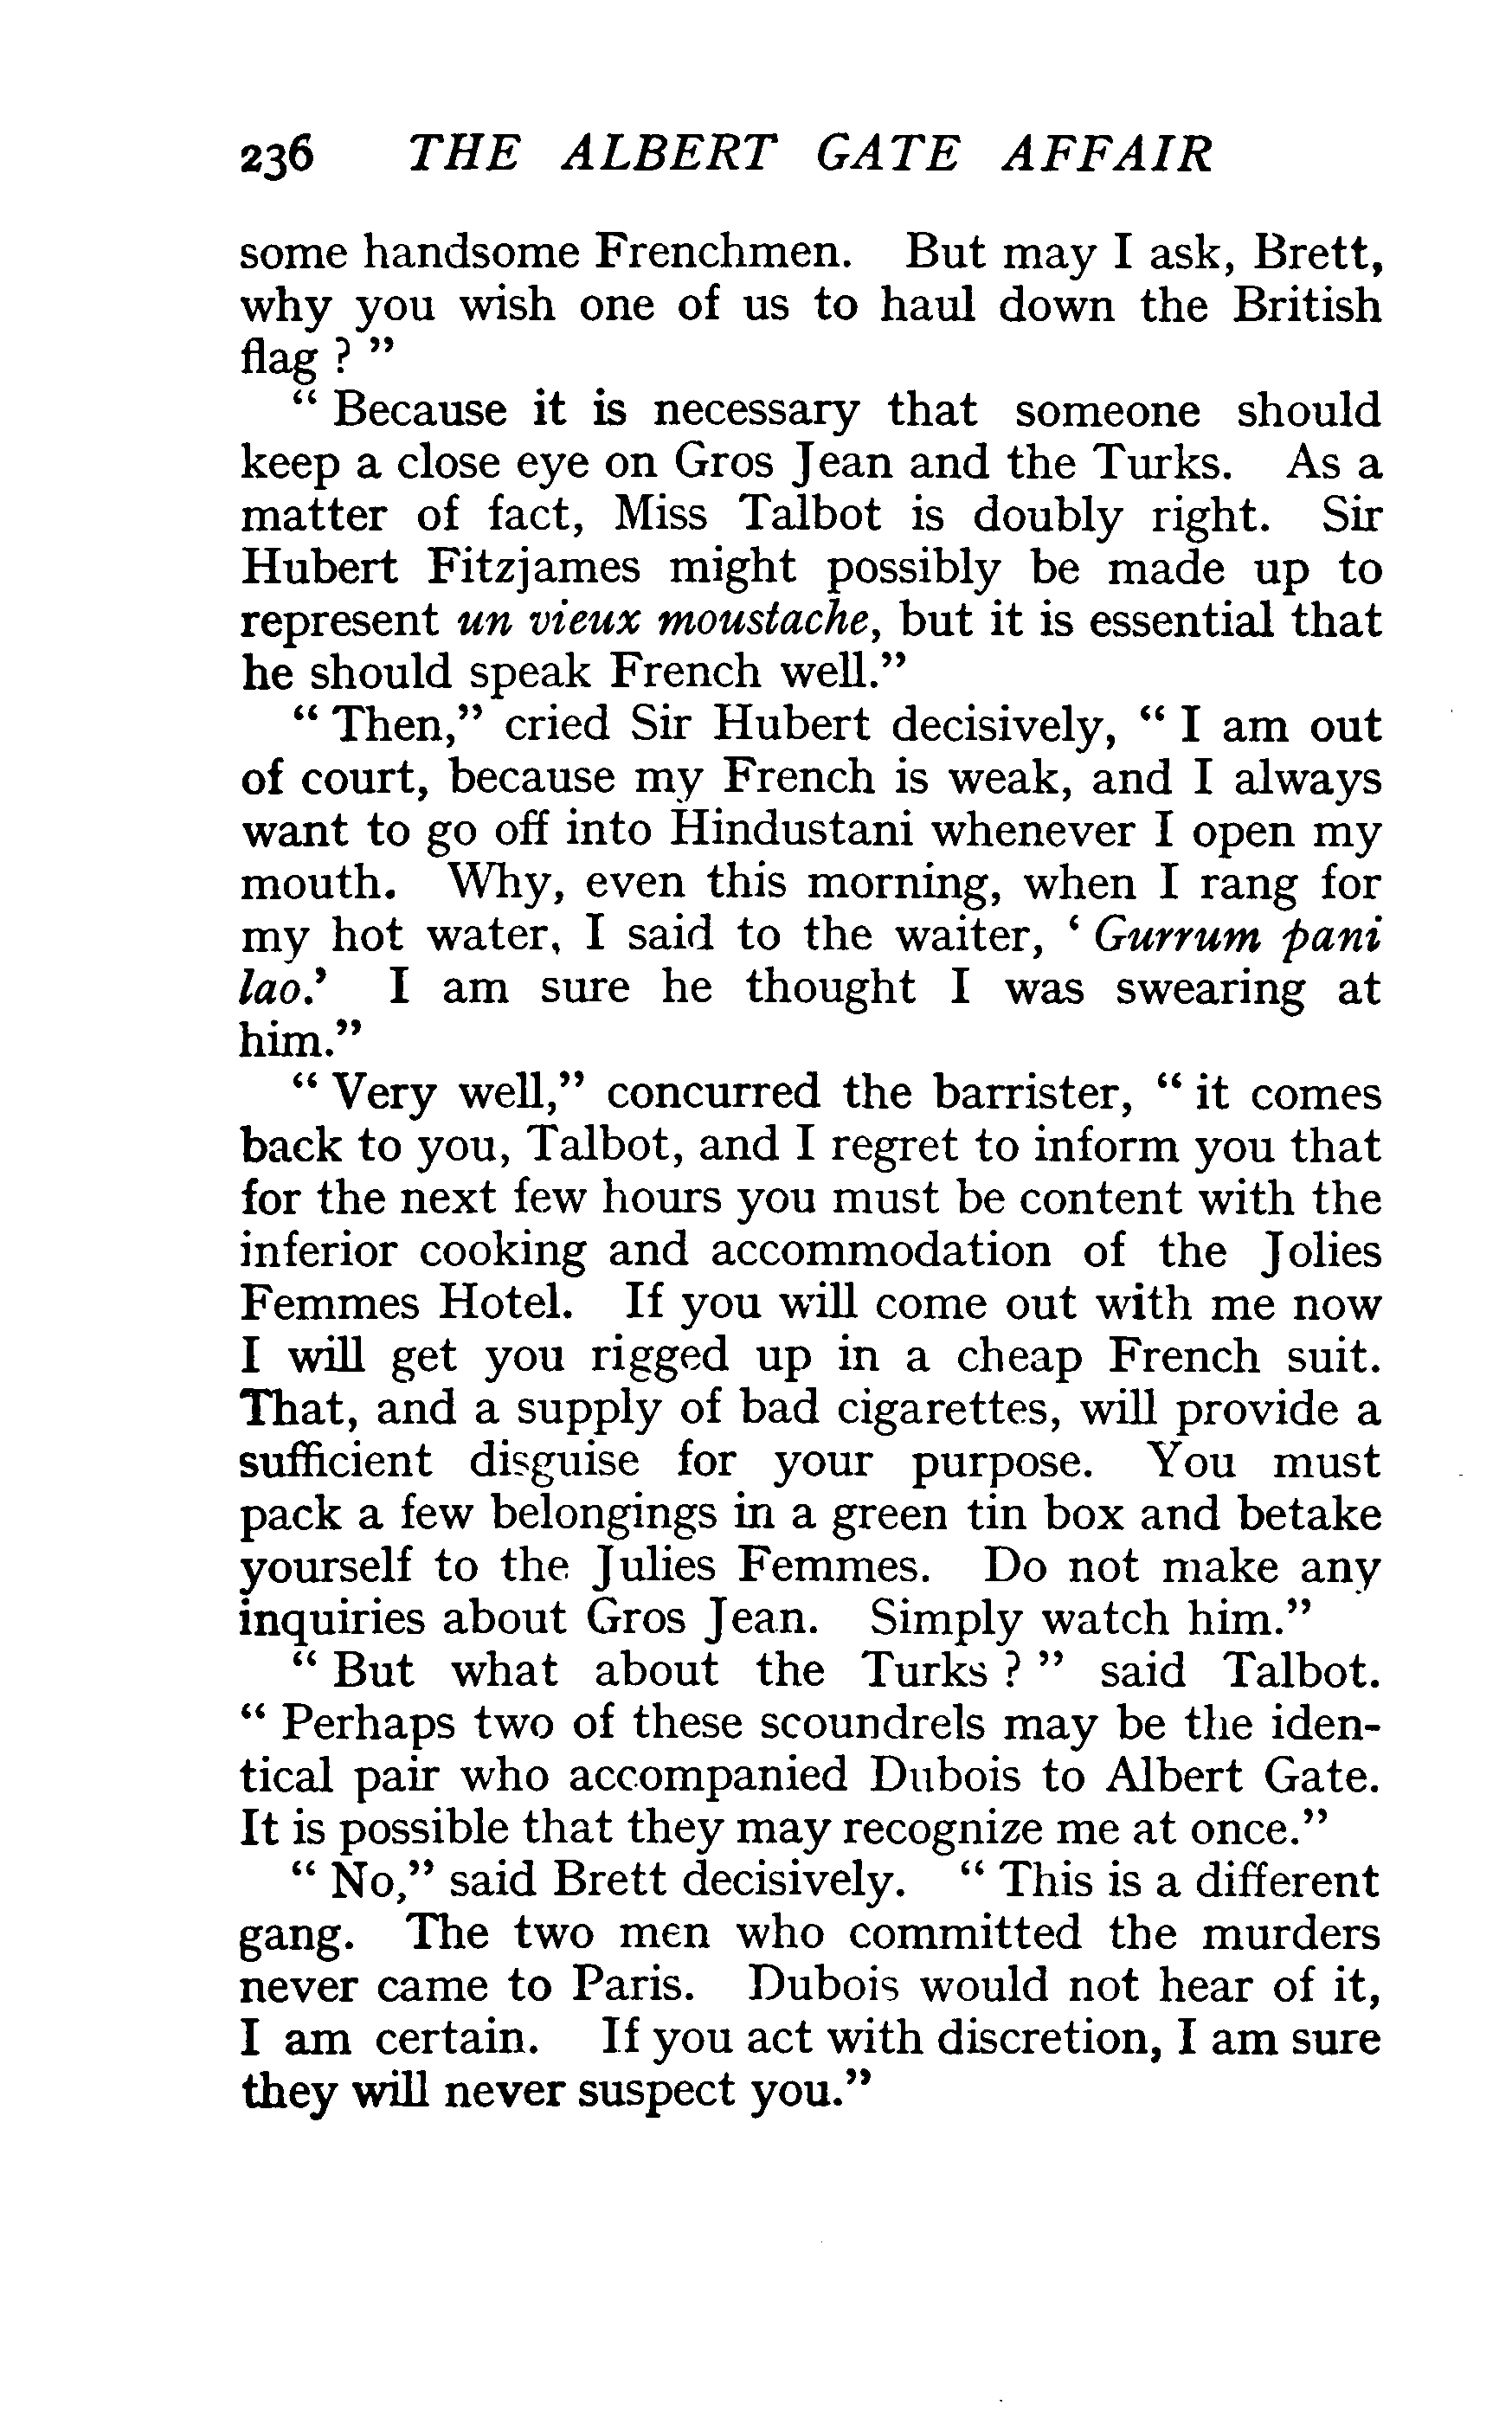 236 THE ALBERT GATE AFFAIR
some handsome Frenchmen. But may I ask, Brett,
why you wish one of us to haul down the British
flag ? ”
“ Because it is necessary that someone should
keep a close eye on Gros Jean and the Turks. As a
matter of fact, Miss Talbot is doubly right. Sir
Hubert Fitzjames might possibly be made up to
represent un vieux moustache, but it is essential that
he should speak French well.”
“ Then,” cried Sir Hubert decisively, “ I am out
of court, because my French is weak, and I always
want to go off into Hindustani whenever I open my
mouth. Why, even this morning, when I rang for
my hot water, I said to the waiter, ‘ Gurrum pani
lao.’ I am sure he thought I was swearing at
him.”
“ Very well,” concurred the barrister, “ it comes
back to you, Talbot, and I regret to inform you that
for the next few hours you must be content with the
inferior cooking and accommodation of the Jolies
Femmes Hotel. If you will come out with me now
I will get you rigged up in a cheap French suit.
That, and a supply of bad cigarettes, will provide a
sufficient disguise for your purpose. You must
pack a few belongings in a green tin box and betake
yourself to the Julies Femmes. Do not make any
inquiries about Gros Jean. Simply watch him.”
“ But what about the Turks ? ” said Talbot.
“ Perhaps two of these scoundrels may be the iden-
tical pair who accompanied Dubois to Albert Gate.
It is possible that they may recognize me at once.”
“ No,” said Brett decisively. “ This is a different
gang. The two men who committed the murders
never came to Paris. Dubois would not hear of it,
I am certain. If you act with discretion, I am sure
they will never suspect you.”